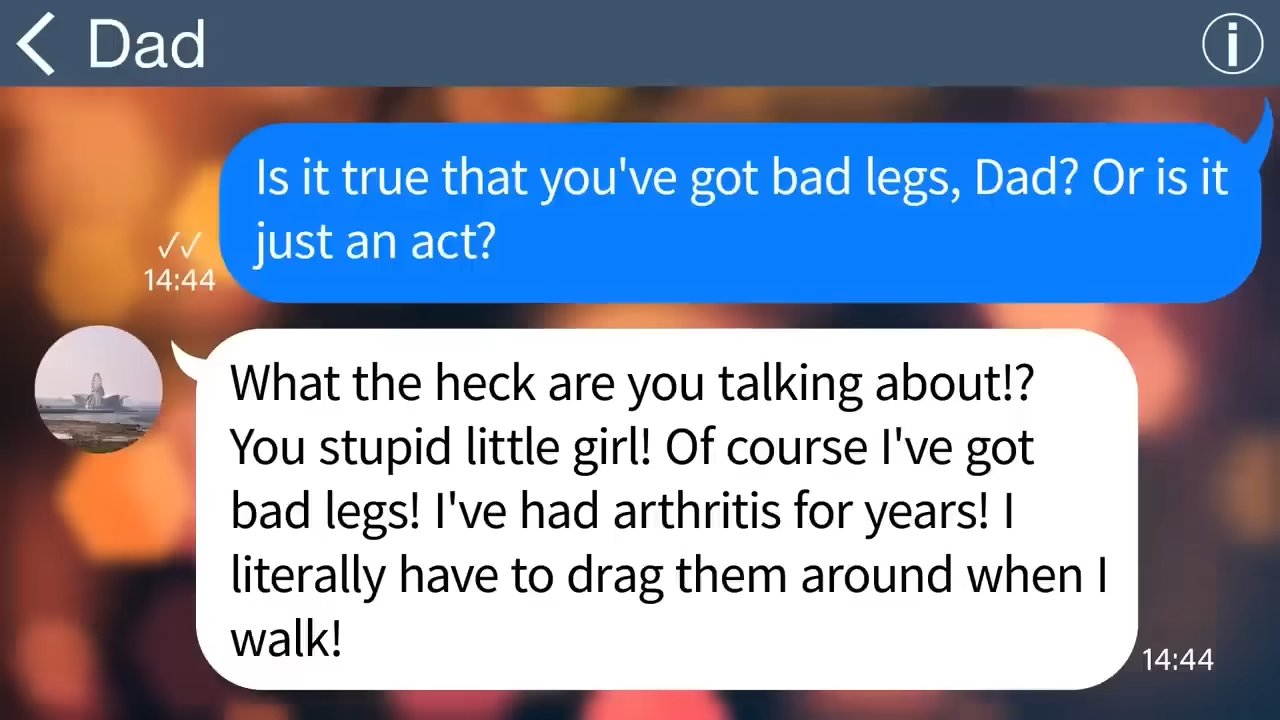 Dad
Is it true that you've got bad legs, Dad? Or is it
just an act?
14:44
What the heck are you talking about!?
You stupid little girl! Of course I've got
bad legs! I've had arthritis for years! I
literally have to drag them around when I
walk!
14:44